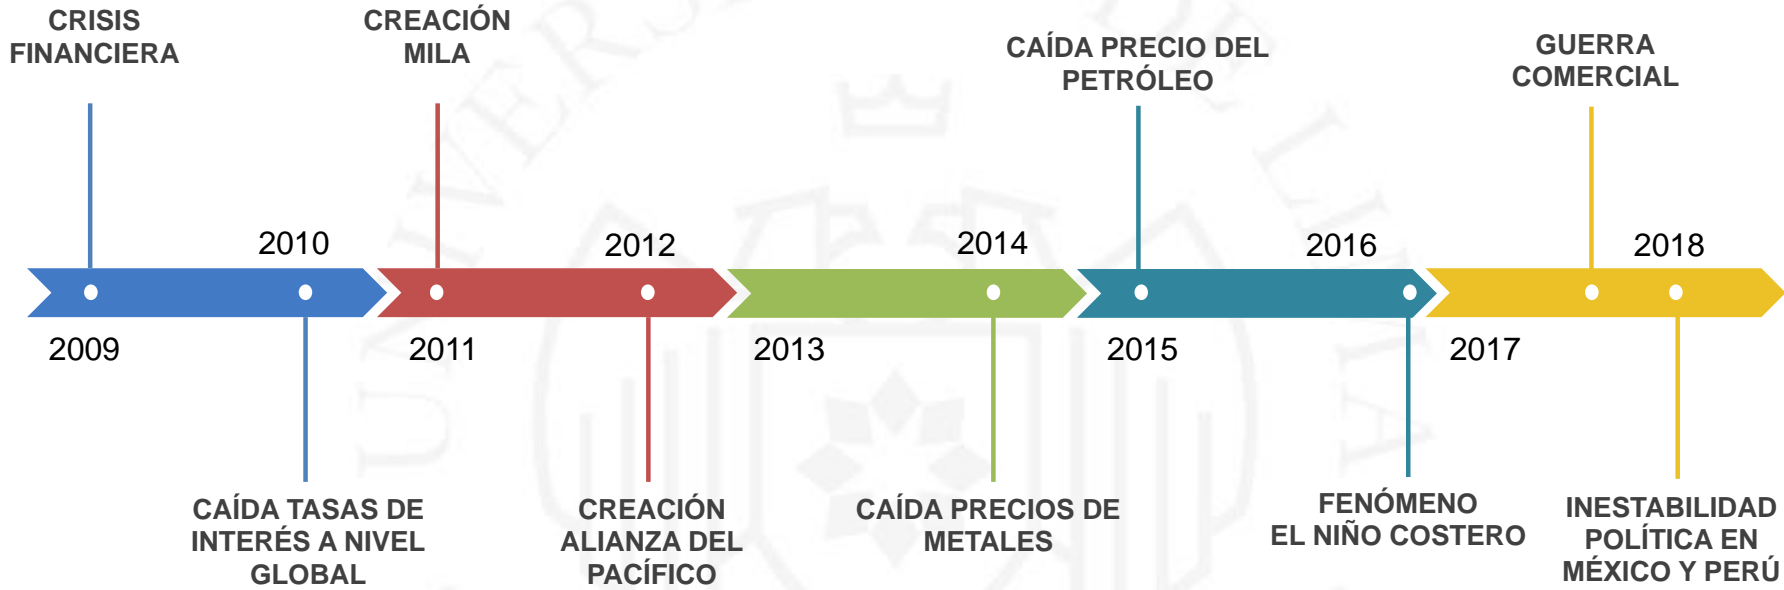 CRISIS
FINANCIERA
CREACIÓN
MILA
CAÍDA PRECIO DEL
PETRÓLEO
GUERRA
COMERCIAL
2010
2012
2014
2016
2018
2009
2011
2013
2015
2017
CAÍDA TASAS DE
INTERÉS A NIVEL
GLOBAL
CREACIÓN
ALIANZA DEL
PACÍFICO
CAÍDA PRECIOS DE
METALES
FENÓMENO
EL NIÑO COSTERO
INESTABILIDAD
POLÍTICA EN
MÉXICO Y PERÚ